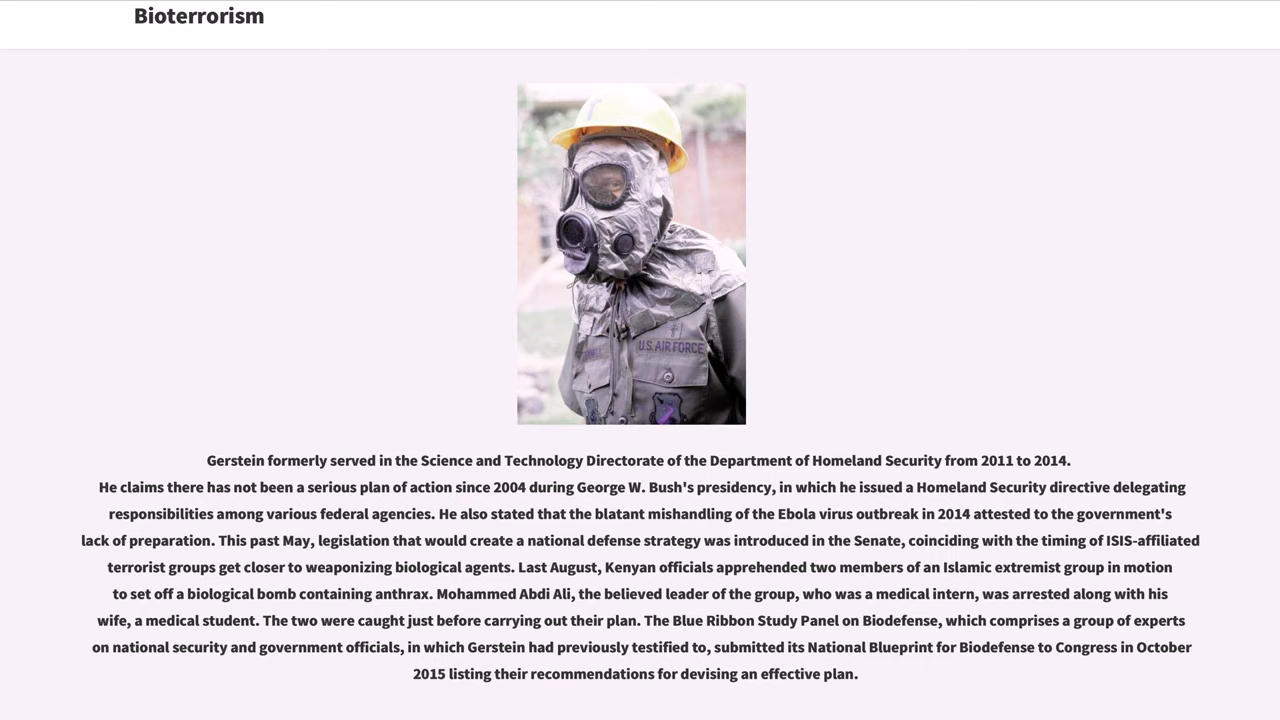 Bioterrorism
U.S. AIR FORCE
Gerstein formerly served in the Science and Technology Directorate of the Department of Homeland Security from 2011 to 2014.
He claims there has not been a serious plan of action since 2004 during George W. Bush's presidency, in which he issued a Homeland Security directive delegating
responsibilities among various federal agencies. He also stated that the blatant mishandling of the Ebola virus outbreak in 2014 attested to the government's
lack of preparation. This past May, legislation that would create a national defense strategy was introduced in the Senate, coinciding with the timing of ISIS-affiliated
terrorist groups get closer to weaponizing biological agents. Last August, Kenyan officials apprehended two members of an Islamic extremist group in motion
to set off a biological bomb containing anthrax. Mohammed Abdi Ali, the believed leader of the group, who was a medical intern, was arrested along with his
wife, a medical student. The two were caught just before carrying out their plan. The Blue Ribbon Study Panel on Biodefense, which comprises a group of experts
on national security and government officials, in which Gerstein had previously testified to, submitted its National Blueprint for Biodefense to Congress in October
2015 listing their recommendations for devising an effective plan.